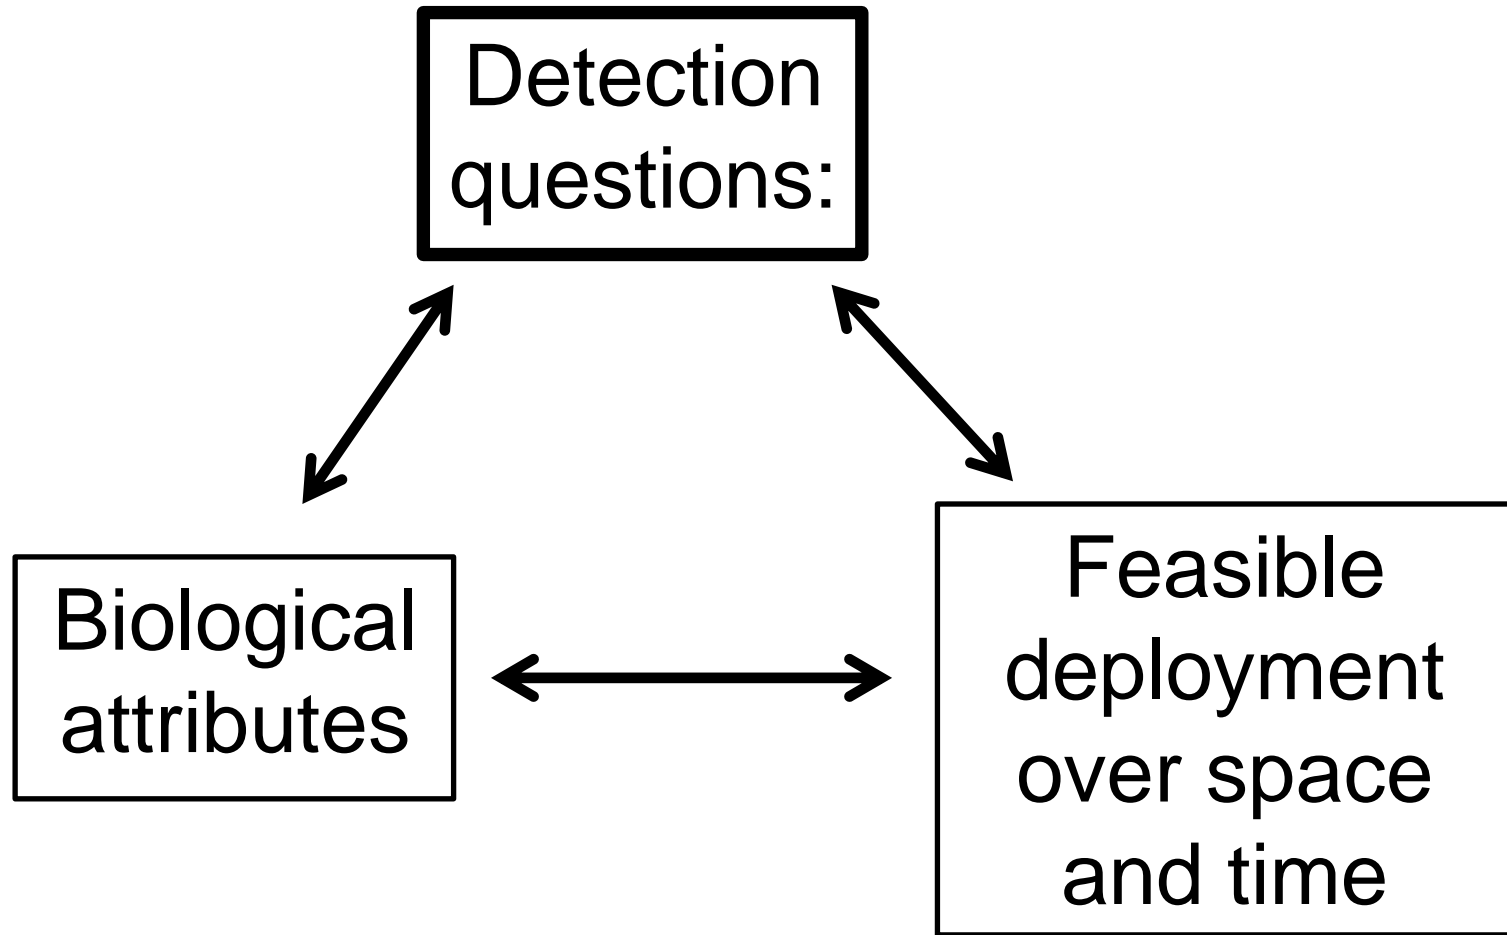 Detection
questions:
Biological
attributes
Feasible
deployment
over space
and time